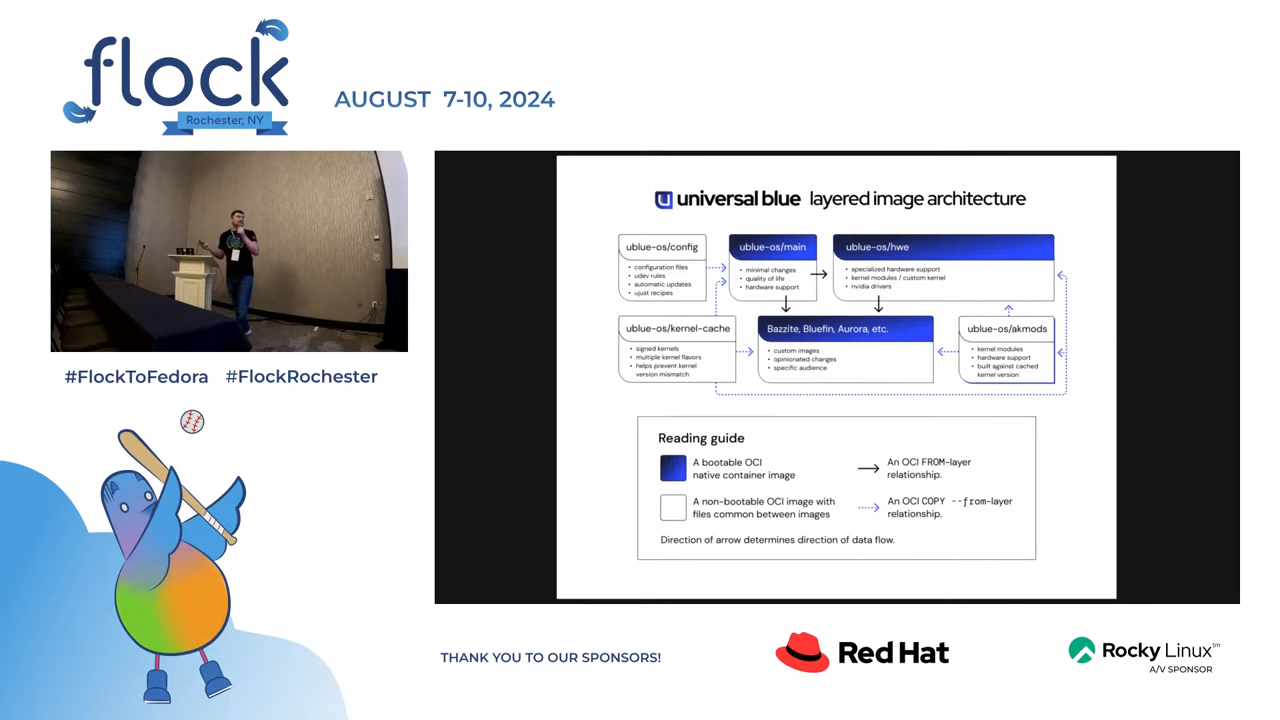 flock
Rochester, NY
AUGUST 7-10, 2024
#FlockToFedora #FlockRochester
universal blue layered image architecture
ublue-os/config
• configuration files
• udev rules
• automatic updates
• ujust recipes
ublue-os/main
• minimal changes
• quality of life
• hardware support
ublue-os/hwe
• specialized hardware support
• kernel modules / custom kernel
• nvidia drivers
ublue-os/kernel-cache
• signed kernels
• multiple kernel flavors
• helps prevent kernel
version mismatch
Bazzite, Bluefin, Aurora, etc.
• custom images
• opinionated changes
• specific audience
ublue-os/akmods
• kernel modules
• hardware support
• built against cached
kernel version
Reading guide
A bootable OCI
native container image
An OCI FROM-layer
relationship.
A non-bootable OCI image with
files common between images
An OCI COPY --from-layer
relationship.
Direction of arrow determines direction of data flow.
THANK YOU TO OUR SPONSORS!
Red Hat
Rocky Linux™
A/V SPONSOR